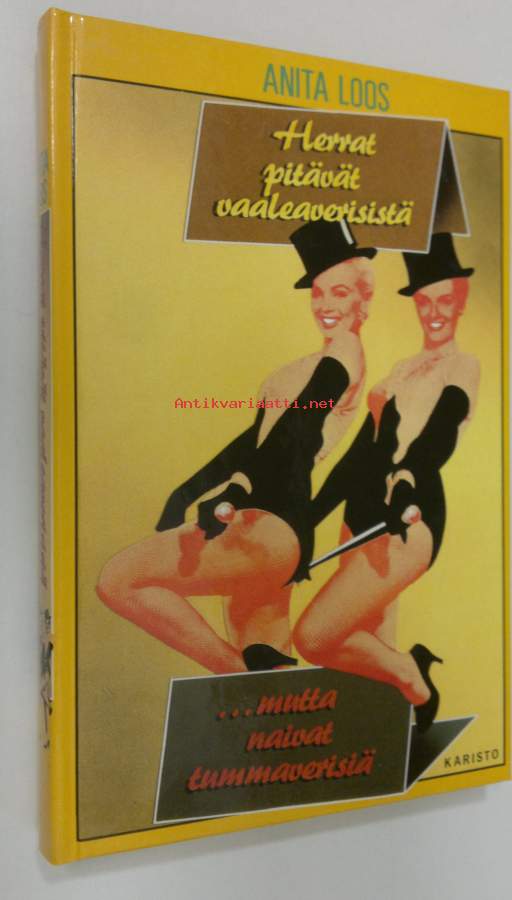 ANITA LOOS
Herrat
pitävät
vaaleaverisistä
Antikvariaatti.net
...mutta
naivat
tummaverisiä
KARISTO